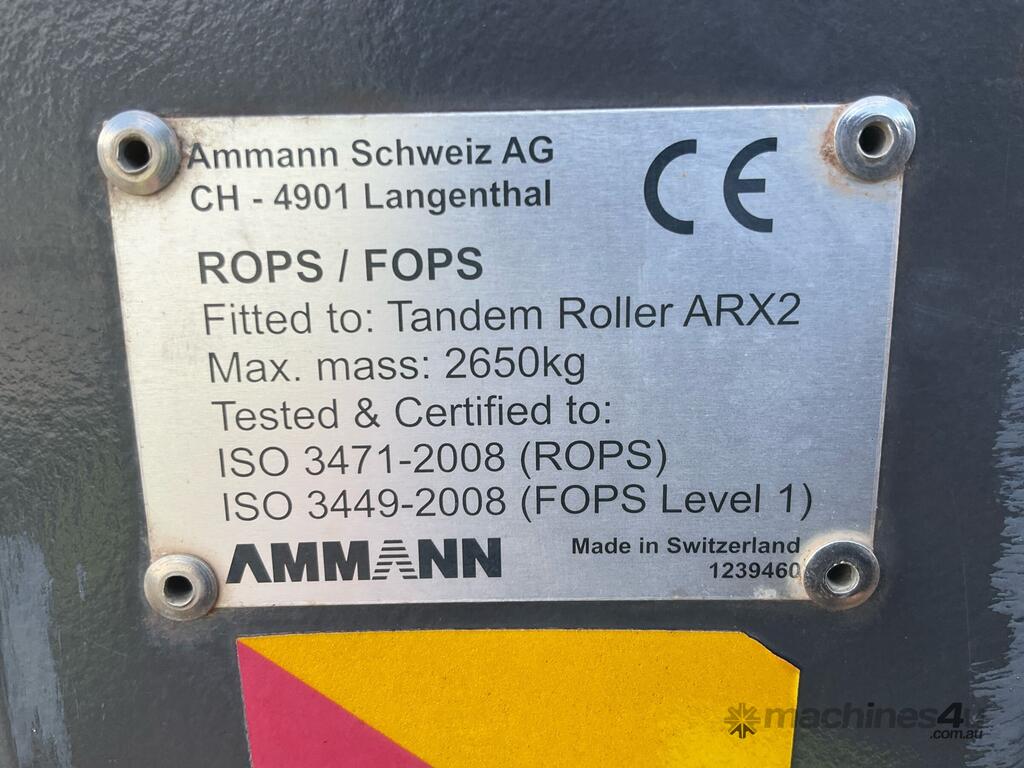 Ammann Schweiz AG
CH - 4901 Langenthal
CE
ROPS / FOPS
Fitted to: Tandem Roller ARX2
Max. mass: 2650kg
Tested & Certified to:
ISO 3471-2008 (ROPS)
ISO 3449-2008 (FOPS Level 1)
AMMANN
Made in Switzerland
1239460
machines4u
.com.au